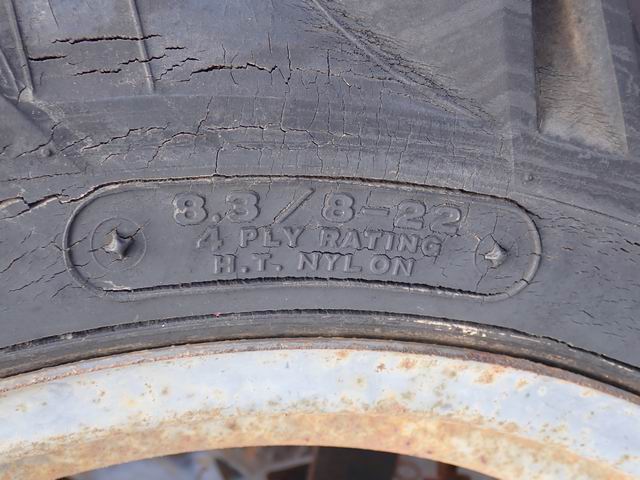 8.3/8-22
4 PLY RATING
H.T. NYLON